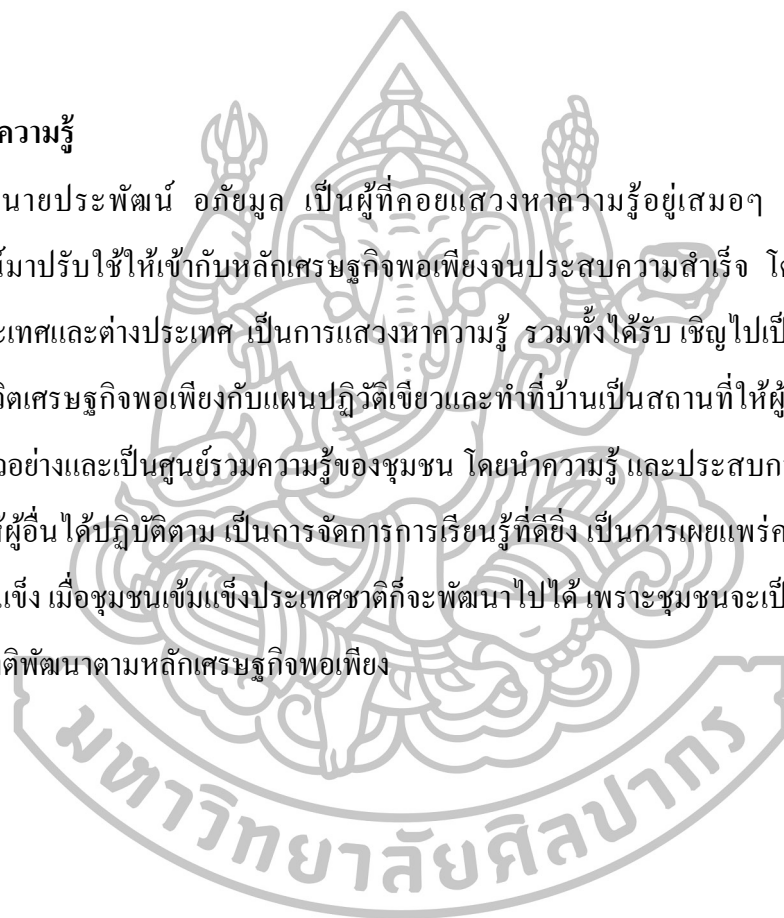 ความรู้
นายประพัฒน์ อภัยมูล เป็นผู้ที่คอยแสวงหาความรู้อยู่เสมอๆ
มาปรับใช้ให้เข้ากับหลักเศรษฐกิจพอเพียงจนประสบความสำเร็จ
ะเทศและต่างประเทศ เป็นการแสวงหาความรู้ รวมทั้งได้รับ เชิญไปเป็
ิตเศรษฐกิจพอเพียงกับแผนปฏิวัติเขียวและทำที่บ้านเป็นสถานที่ให้ผู้
วอย่างและเป็นศูนย์รวมความรู้ของชุมชน โดยนำความรู้ และประสบก
ผู้อื่นได้ปฏิบัติตาม เป็นการจัดการการเรียนรู้ที่ดียิ่ง เป็นการเผยแพร่
แข็ง เมื่อชุมชนเข้มแข็งประเทศชาติก็จะพัฒนาไปได้ เพราะชุมชนจะเป็
ติพัฒนาตามหลักเศรษฐกิจพอเพียง
มหาวิทยาลัยศิลปากร